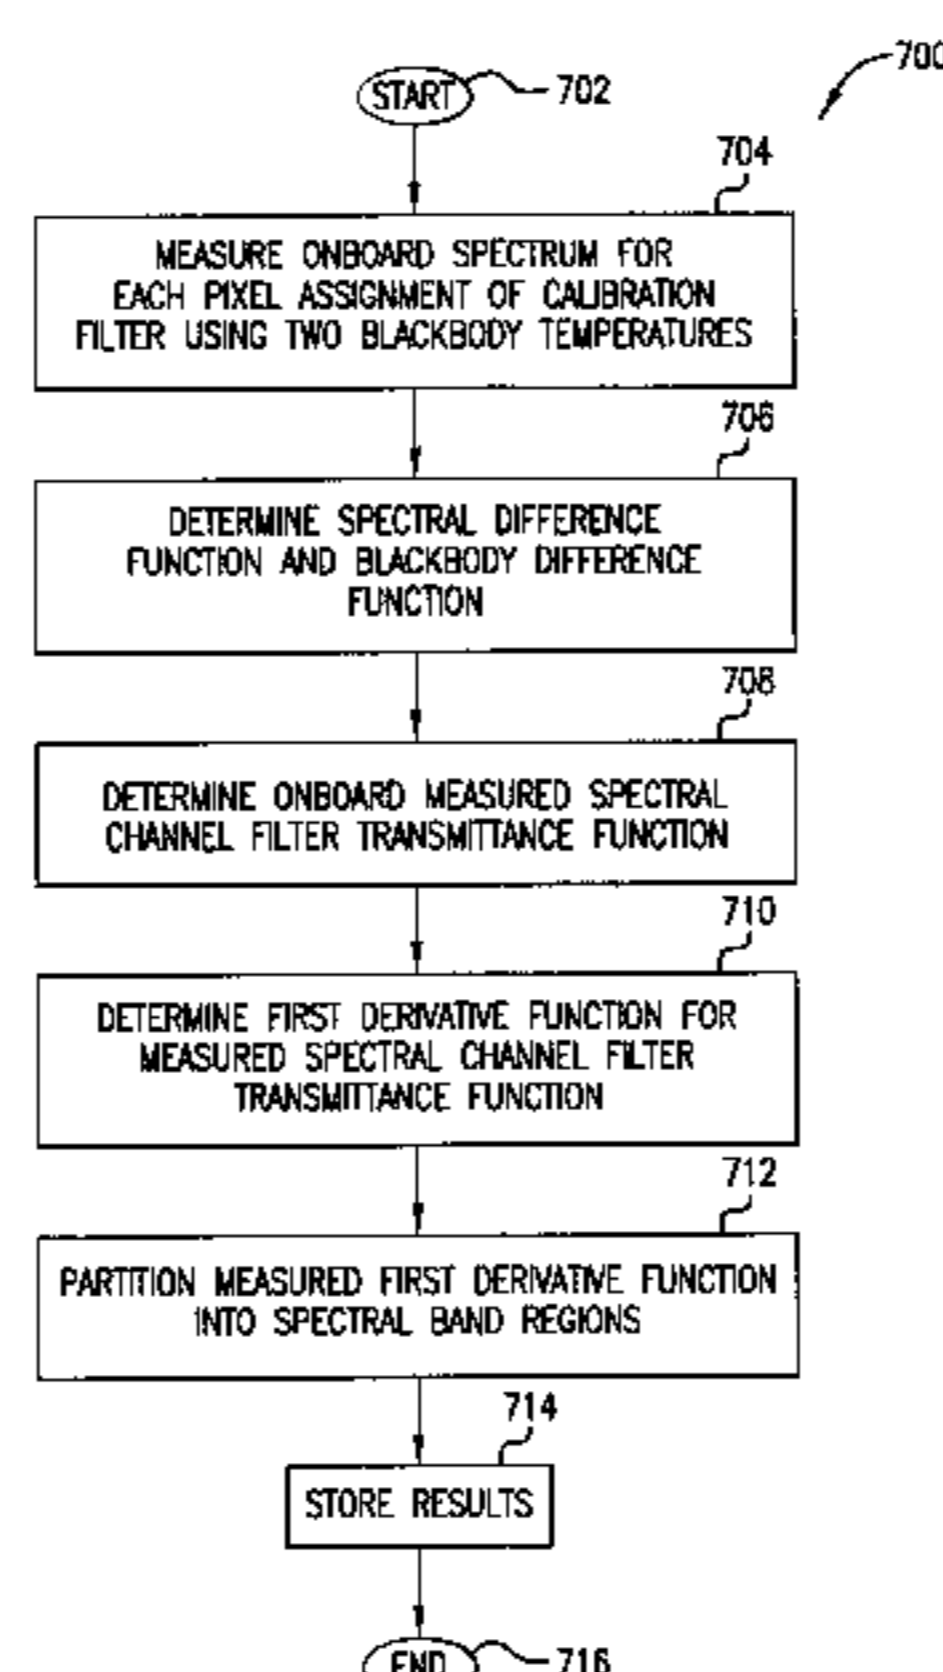 700
START 702
704
MEASURE ONBOARD SPECTRUM FOR
EACH PIXEL ASSIGNMENT OF CALIBRATION
FILTER USING TWO BLACKBODY TEMPERATURES
706
DETERMINE SPECTRAL DIFFERENCE
FUNCTION AND BLACKBODY DIFFERENCE
FUNCTION
708
DETERMINE ONBOARD MEASURED SPECTRAL
CHANNEL FILTER TRANSMITTANCE FUNCTION
710
DETERMINE FIRST DERIVATIVE FUNCTION FOR
MEASURED SPECTRAL CHANNEL FILTER
TRANSMITTANCE FUNCTION
712
PARTITION MEASURED FIRST DERIVATIVE FUNCTION
INTO SPECTRAL BAND REGIONS
714
STORE RESULTS
END 716